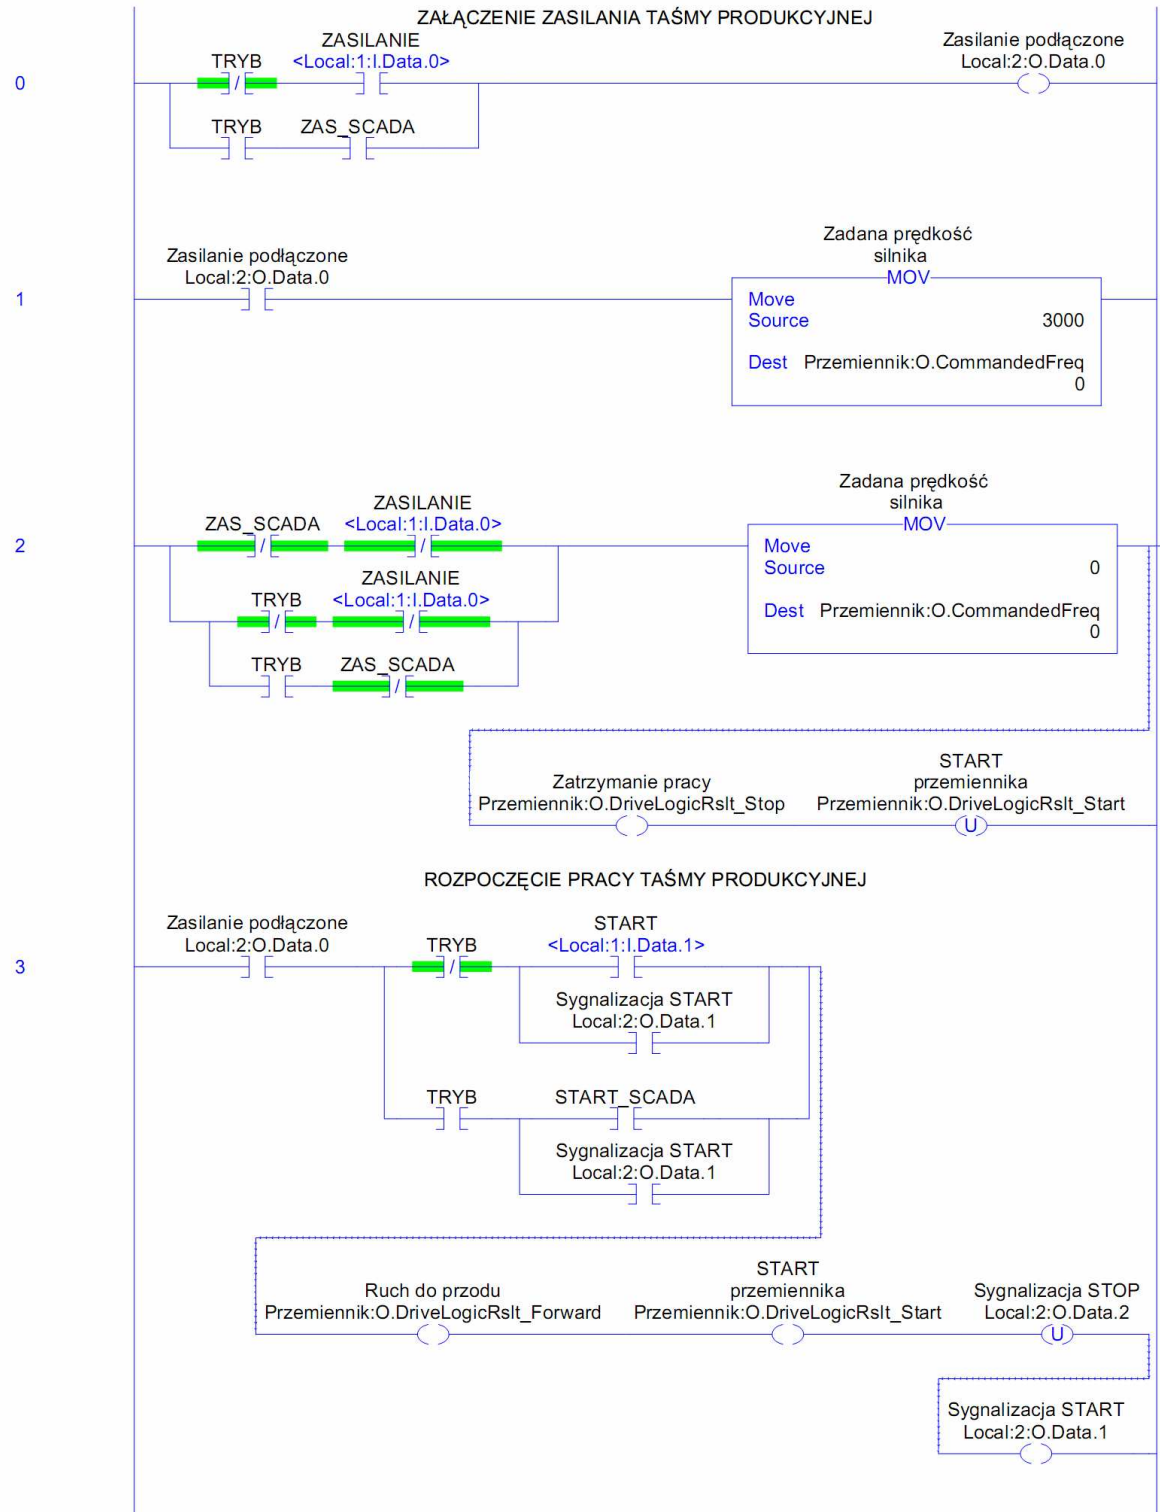 ZAŁĄCZENIE ZASILANIA TAŚMY PRODUKCYJNEJ
0
TRYB
ZASILANIE
<Local:1:I.Data.0>
Zasilanie podłączone
Local:2:O.Data.0
TRYB
ZAS_SCADA
1
Zasilanie podłączone
Local:2:O.Data.0
Zadana prędkość
silnika
MOV
Move
Source 3000
Dest Przemiennik:O.CommandedFreq
0
2
ZAS_SCADA
ZASILANIE
<Local:1:I.Data.0>
Zadana prędkość
silnika
MOV
Move
Source 0
Dest Przemiennik:O.CommandedFreq
0
TRYB
ZASILANIE
<Local:1:I.Data.0>
TRYB
ZAS_SCADA
Zatrzymanie pracy
Przemiennik:O.DriveLogicRslt_Stop
START
przemiennika
Przemiennik:O.DriveLogicRslt_Start
U
ROZPOCZĘCIE PRACY TAŚMY PRODUKCYJNEJ
3
Zasilanie podłączone
Local:2:O.Data.0
TRYB
START
<Local:1:I.Data.1>
Sygnalizacja START
Local:2:O.Data.1
TRYB
START_SCADA
Sygnalizacja START
Local:2:O.Data.1
Ruch do przodu
Przemiennik:O.DriveLogicRslt_Forward
START
przemiennika
Przemiennik:O.DriveLogicRslt_Start
Sygnalizacja STOP
Local:2:O.Data.2
U
Sygnalizacja START
Local:2:O.Data.1